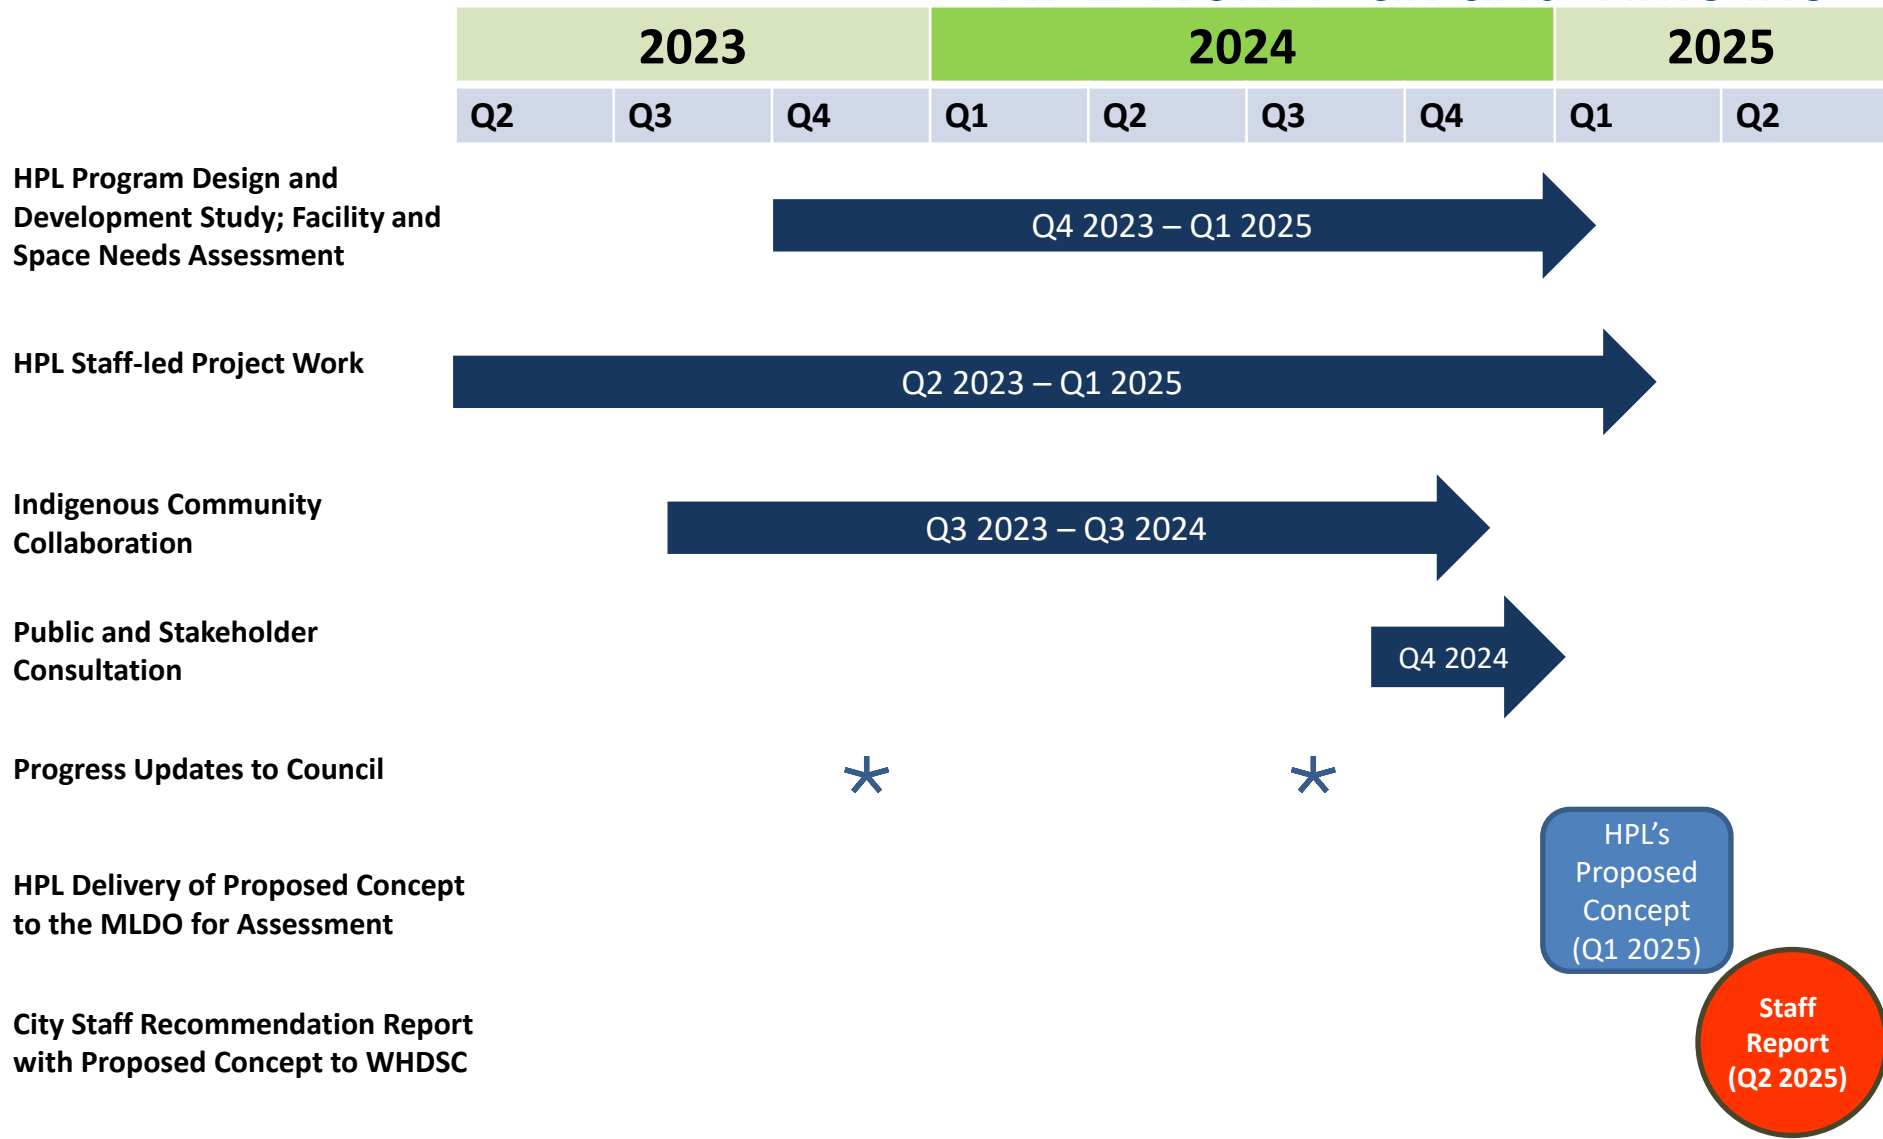 2023 2024 2025
Q2 Q3 Q4 Q1 Q2 Q3 Q4 Q1 Q2
HPL Program Design and
Development Study; Facility and
Space Needs Assessment
Q4 2023 – Q1 2025
HPL Staff-led Project Work
Q2 2023 – Q1 2025
Indigenous Community
Collaboration
Q3 2023 – Q3 2024
Public and Stakeholder
Consultation
Q4 2024
Progress Updates to Council
* *
HPL Delivery of Proposed Concept
to the MLDO for Assessment
HPL’s
Proposed
Concept
(Q1 2025)
City Staff Recommendation Report
with Proposed Concept to WHDSC
Staff
Report
(Q2 2025)